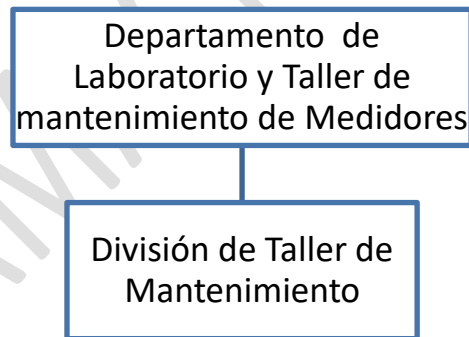 Departamento de
Laboratorio y Taller de
mantenimiento de Medidores
División de Taller de
Mantenimiento